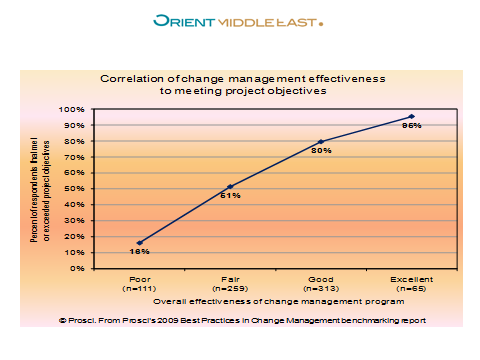 ORIENT MIDDLE EAST.
Correlation of change management effectiveness
to meeting project objectives
Percent of respondents that met
or exceeded project objectives
100%
90%
80%
70%
60%
50%
40%
30%
20%
10%
0%
16%
51%
80%
95%
Poor
(n=111)
Fair
(n=259)
Good
(n=313)
Excellent
(n=65)
Overall effectiveness of change management program
© Prosci. From Prosci's 2009 Best Practices in Change Management benchmarking report